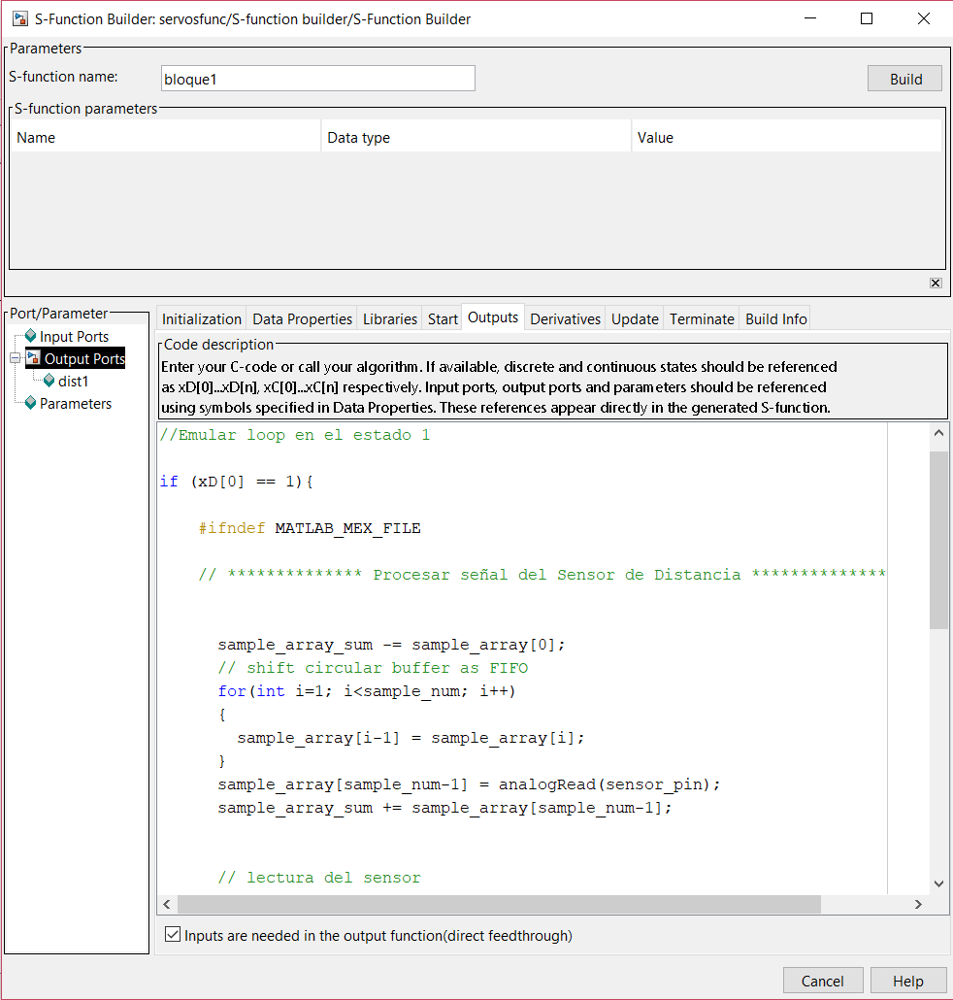 S-Function Builder: servosfunc/S-function builder/S-Function Builder
Parameters
S-function name:
bloque1
Build
S-function parameters
Name
Data type
Value
Port/Parameter
Input Ports
Output Ports
dist1
Parameters
Initialization
Data Properties
Libraries
Start
Outputs
Derivatives
Update
Terminate
Build Info
Code description
Enter your C-code or call your algorithm. If available, discrete and continuous states should be referenced
as xD[0]...xD[n], xC[0]...xC[n] respectively. Input ports, output ports and parameters should be referenced
using symbols specified in Data Properties. These references appear directly in the generated S-function.
//Emular loop en el estado 1
if (xD[0] == 1){
#ifndef MATLAB_MEX_FILE
// ************** Procesar señal del Sensor de Distancia **************
sample_array_sum -= sample_array[0];
// shift circular buffer as FIFO
for(int i=1; i<sample_num; i++)
{
sample_array[i-1] = sample_array[i];
}
sample_array[sample_num-1] = analogRead(sensor_pin);
sample_array_sum += sample_array[sample_num-1];
// lectura del sensor
Inputs are needed in the output function(direct feedthrough)
Cancel
Help